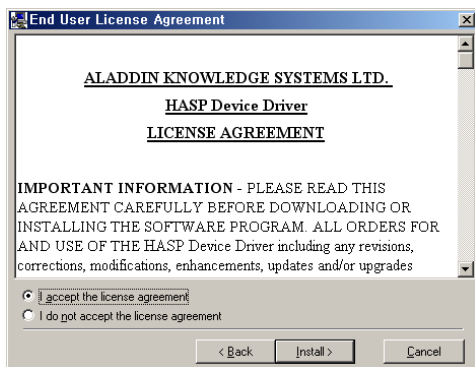 End User License Agreement
ALADDIN KNOWLEDGE SYSTEMS LTD.
HASP Device Driver
LICENSE AGREEMENT
IMPORTANT INFORMATION - PLEASE READ THIS
AGREEMENT CAREFULLY BEFORE DOWNLOADING OR
INSTALLING THE SOFTWARE PROGRAM. ALL ORDERS FOR
AND USE OF THE HASP Device Driver including any revisions,
corrections, modifications, enhancements, updates and/or upgrades
I accept the license agreement
I do not accept the license agreement
< Back Install > Cancel